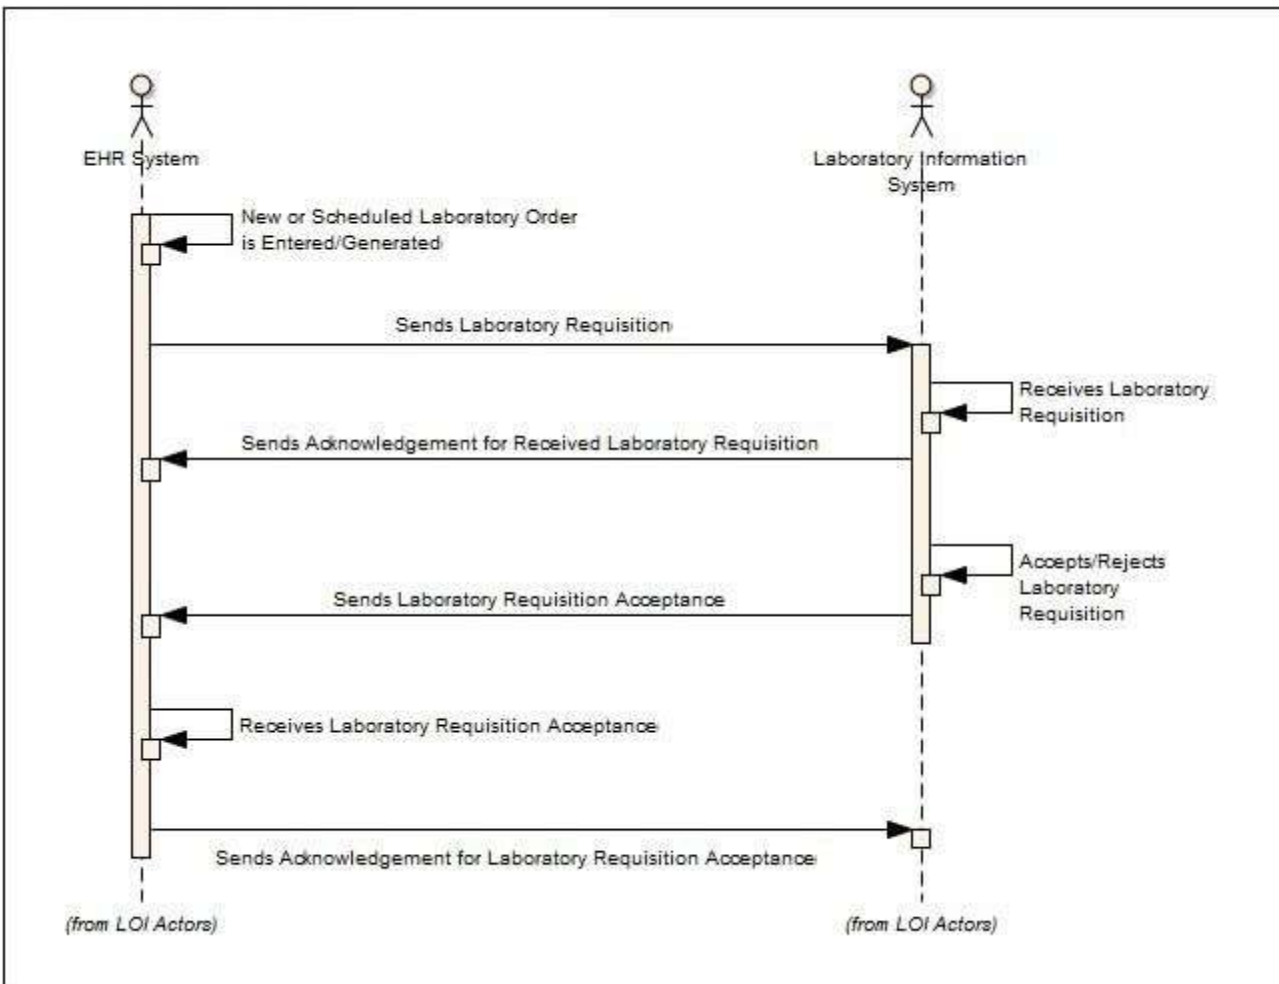 EHR System
Laboratory Information
System
New or Scheduled Laboratory Order
is Entered/Generated
Sends Laboratory Requisition
Receives Laboratory
Requisition
Sends Acknowledgement for Received Laboratory Requisition
Accepts/Rejects
Laboratory
Requisition
Sends Laboratory Requisition Acceptance
Receives Laboratory Requisition Acceptance
Sends Acknowledgement for Laboratory Requisition Acceptance
(from LOI Actors)
(from LOI Actors)